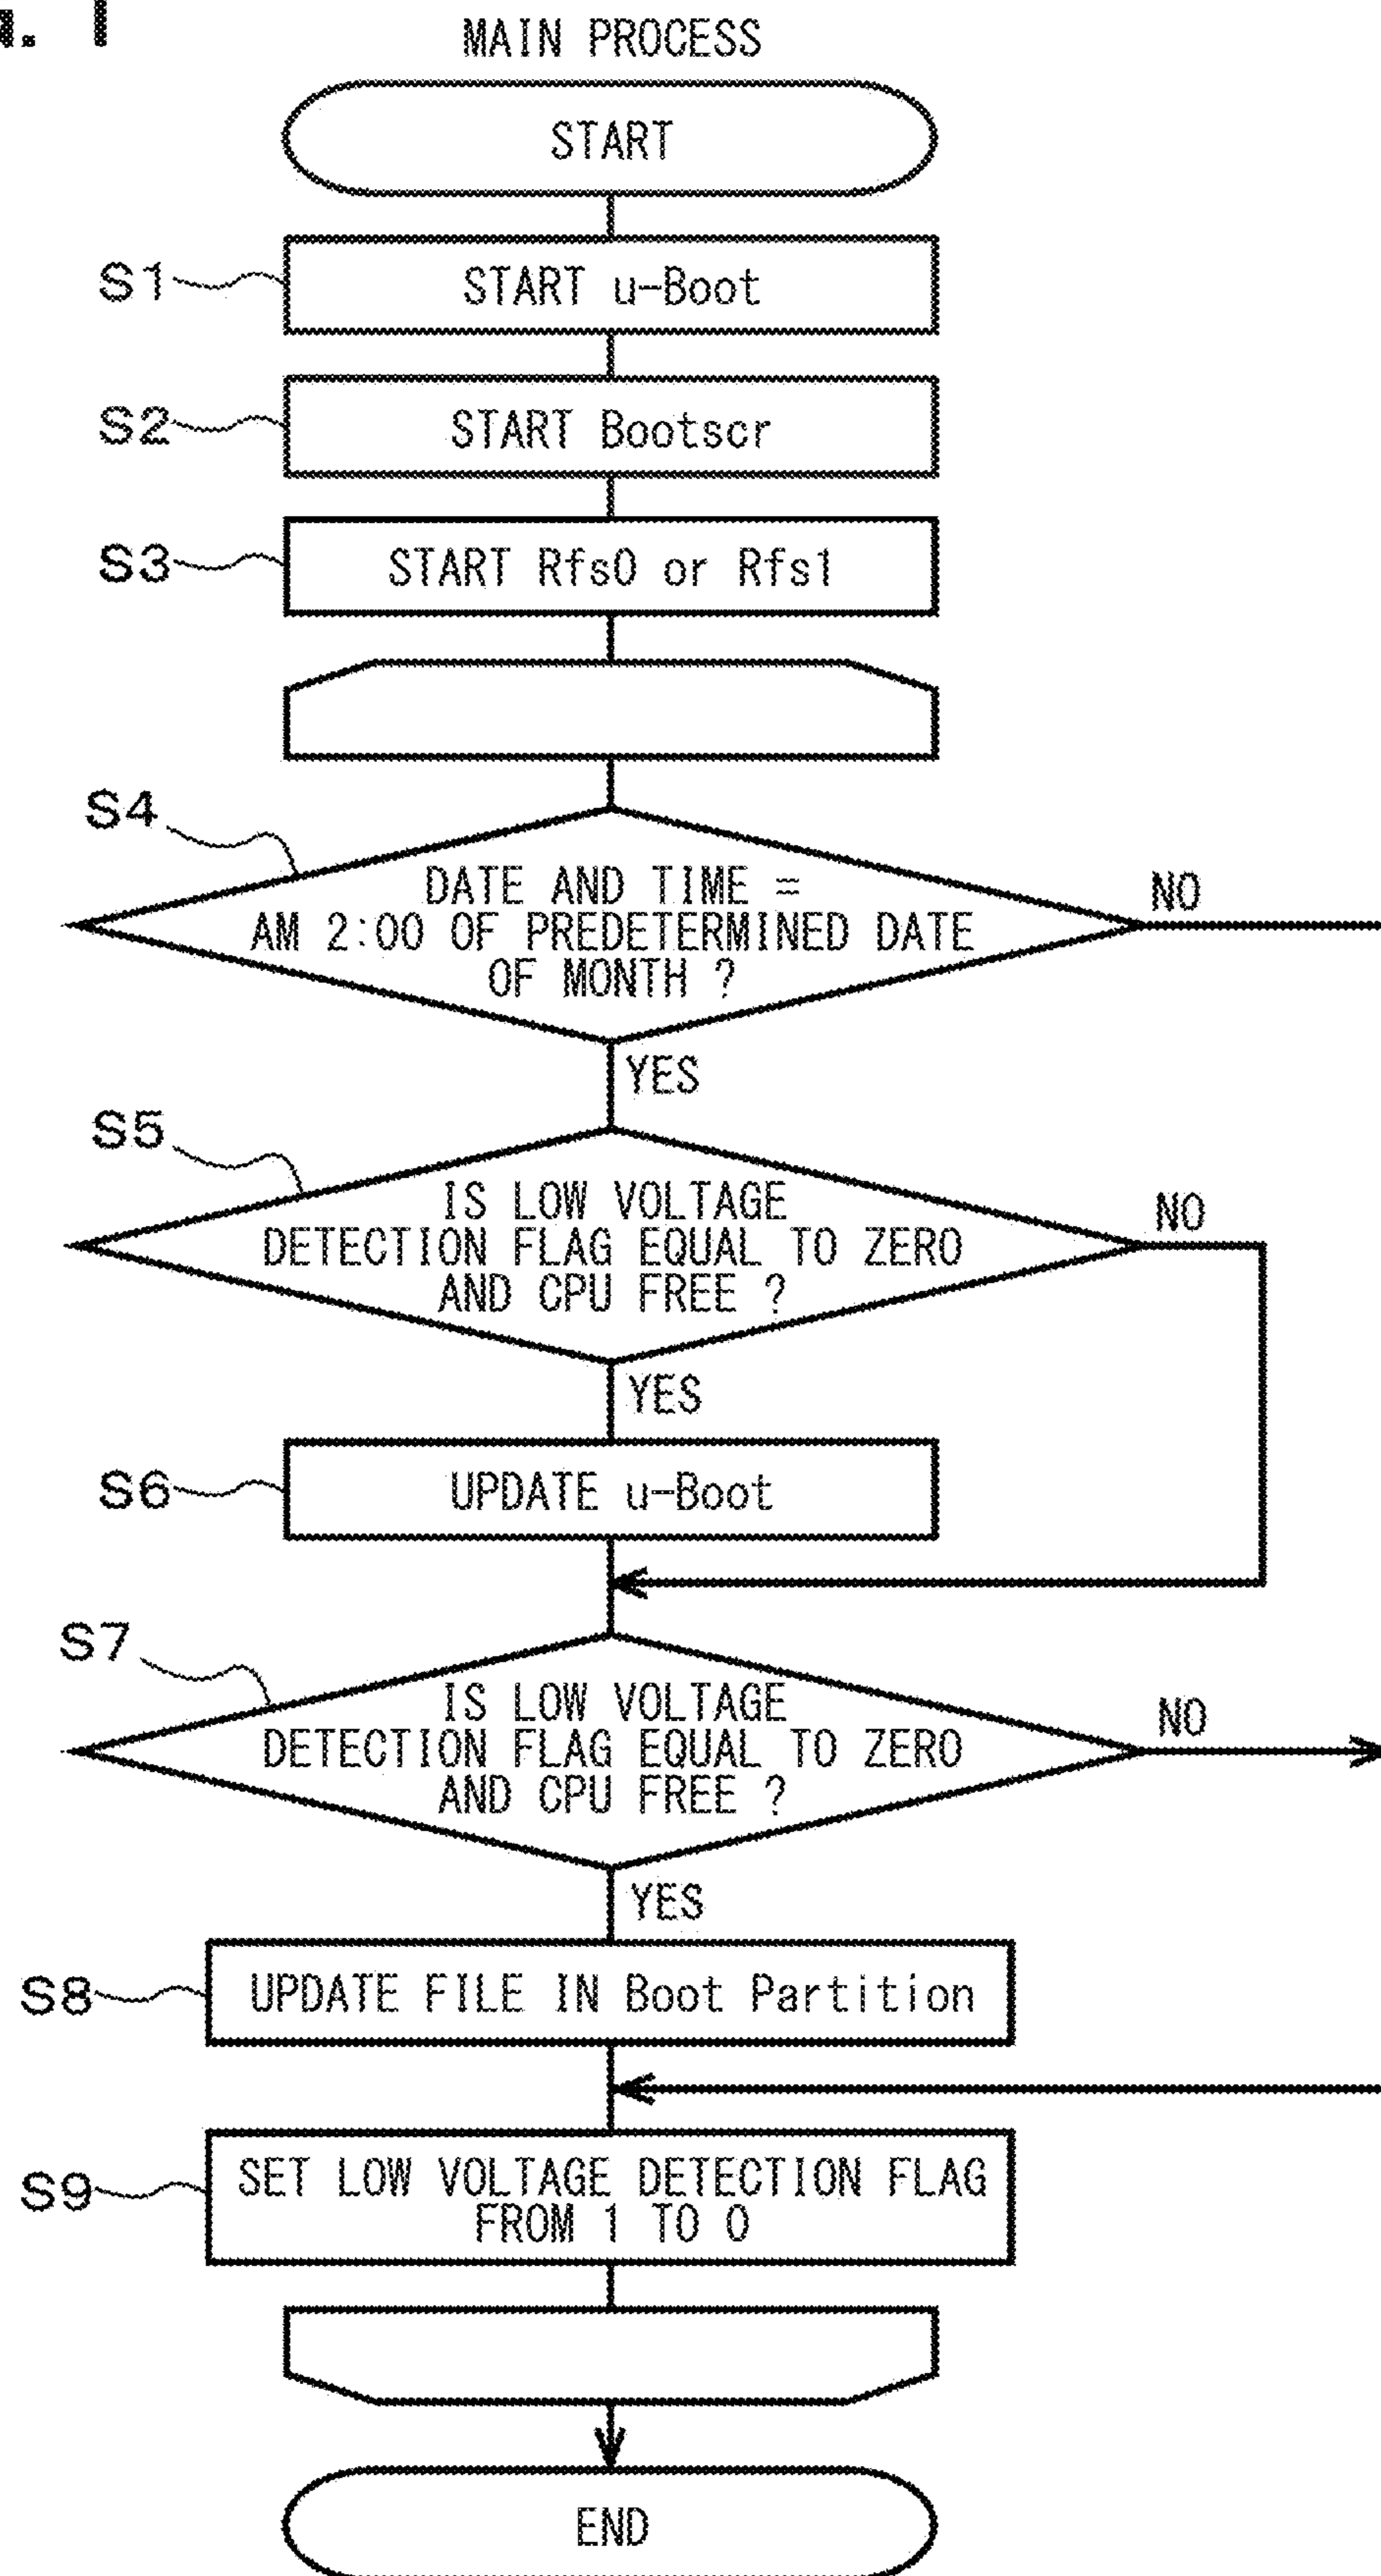 MAIN PROCESS
START
S1
START u-Boot
S2
START Bootscr
S3
START Rfs0 or Rfs1
S4
DATE AND TIME =
AM 2:00 OF PREDETERMINED DATE
OF MONTH ?
NO
YES
S5
IS LOW VOLTAGE
DETECTION FLAG EQUAL TO ZERO
AND CPU FREE ?
NO
YES
S6
UPDATE u-Boot
S7
IS LOW VOLTAGE
DETECTION FLAG EQUAL TO ZERO
AND CPU FREE ?
NO
YES
S8
UPDATE FILE IN Boot Partition
S9
SET LOW VOLTAGE DETECTION FLAG
FROM 1 TO 0
END